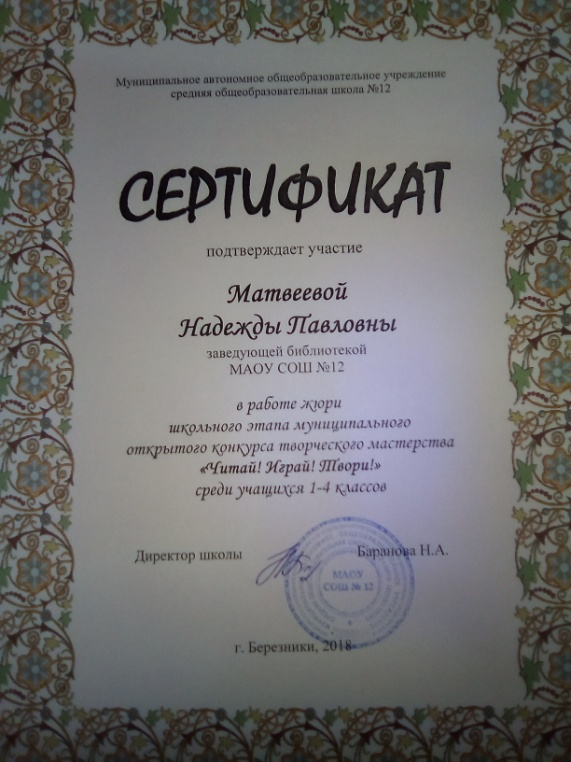 Муниципальное автономное общеобразовательное учреждение
средняя общеобразовательная школа №12
СЕРТИФИКАТ
подтверждает участие
Матвеевой
Надежды Павловны
заведующей библиотекой
МАОУ СОШ №12
в работе жюри
школьного этапа муниципального
открытого конкурса творческого мастерства
«Читай! Играй! Твори!»
среди учащихся 1-4 классов
Директор школы Баранова Н.А.
МАОУ
СОШ № 12
г. Березники, 2018